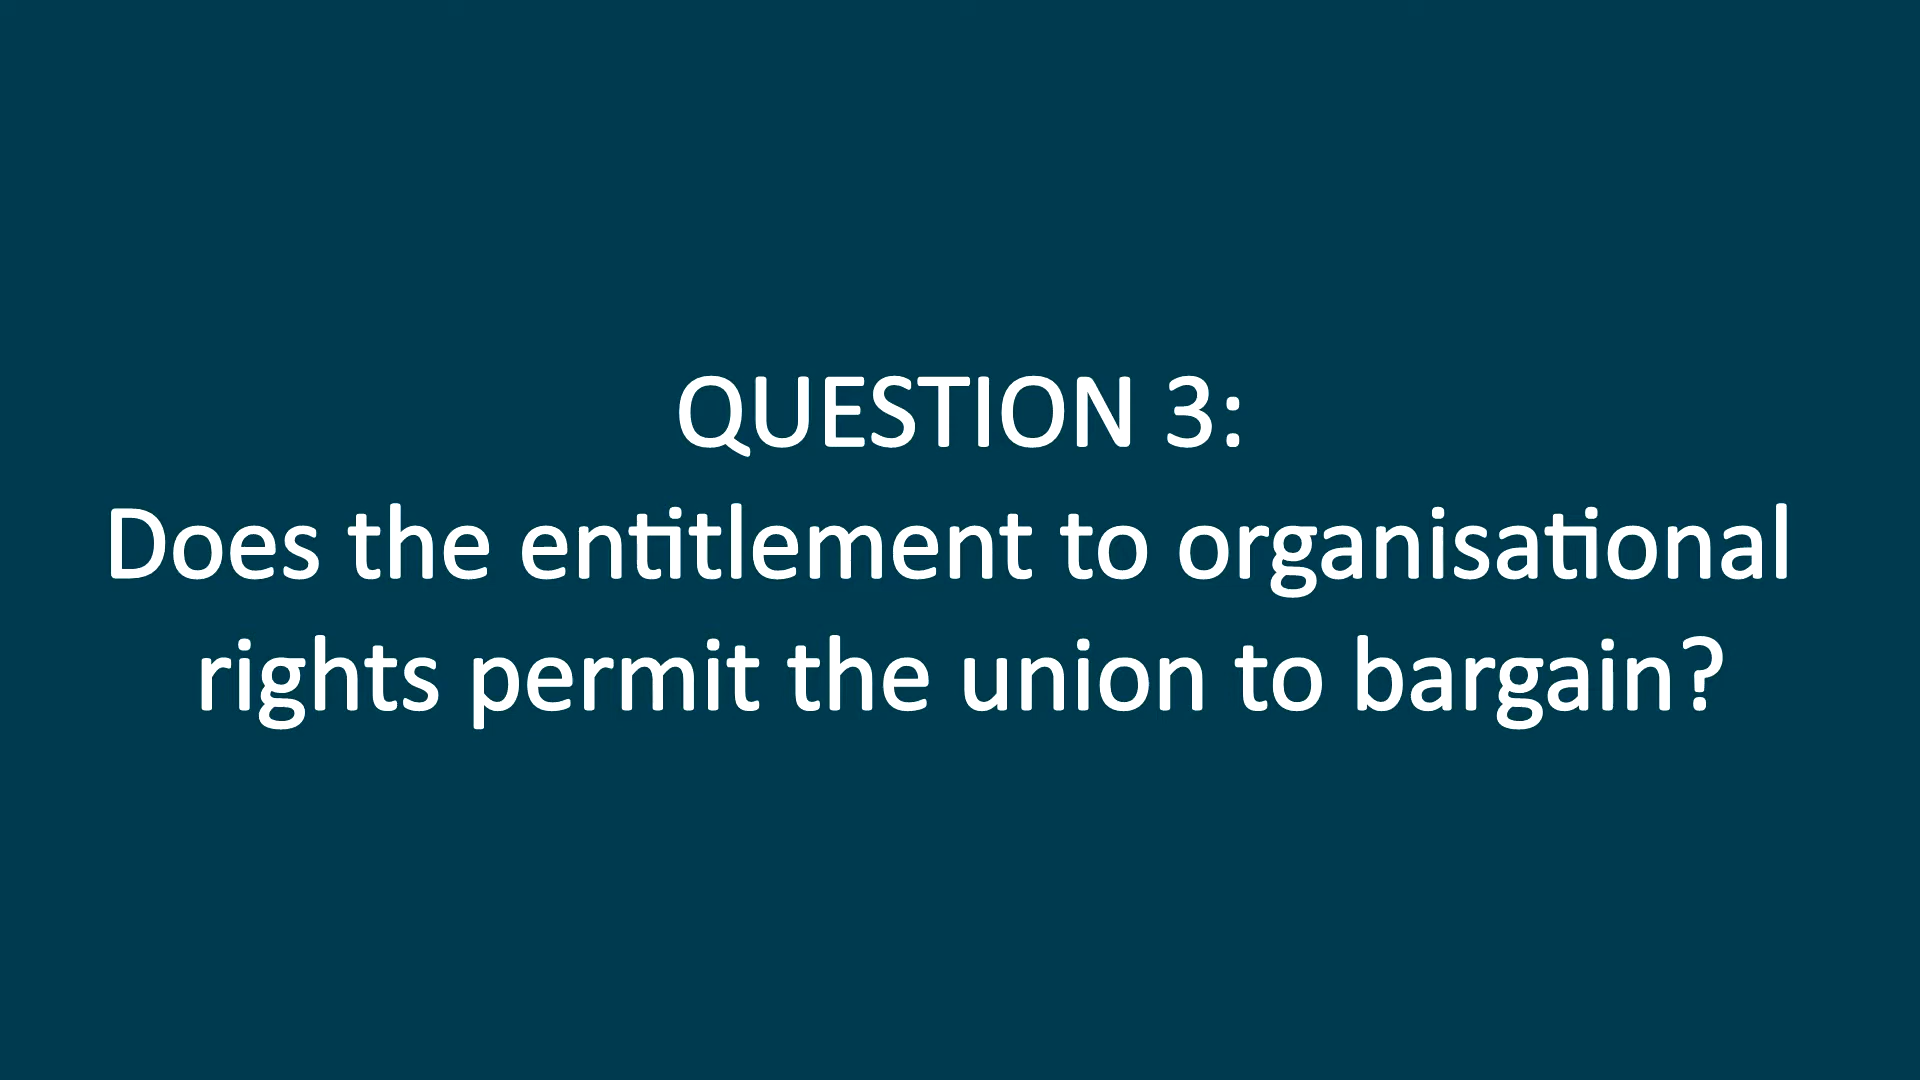 QUESTION 3:
Does the entitlement to organisational
rights permit the union to bargain?